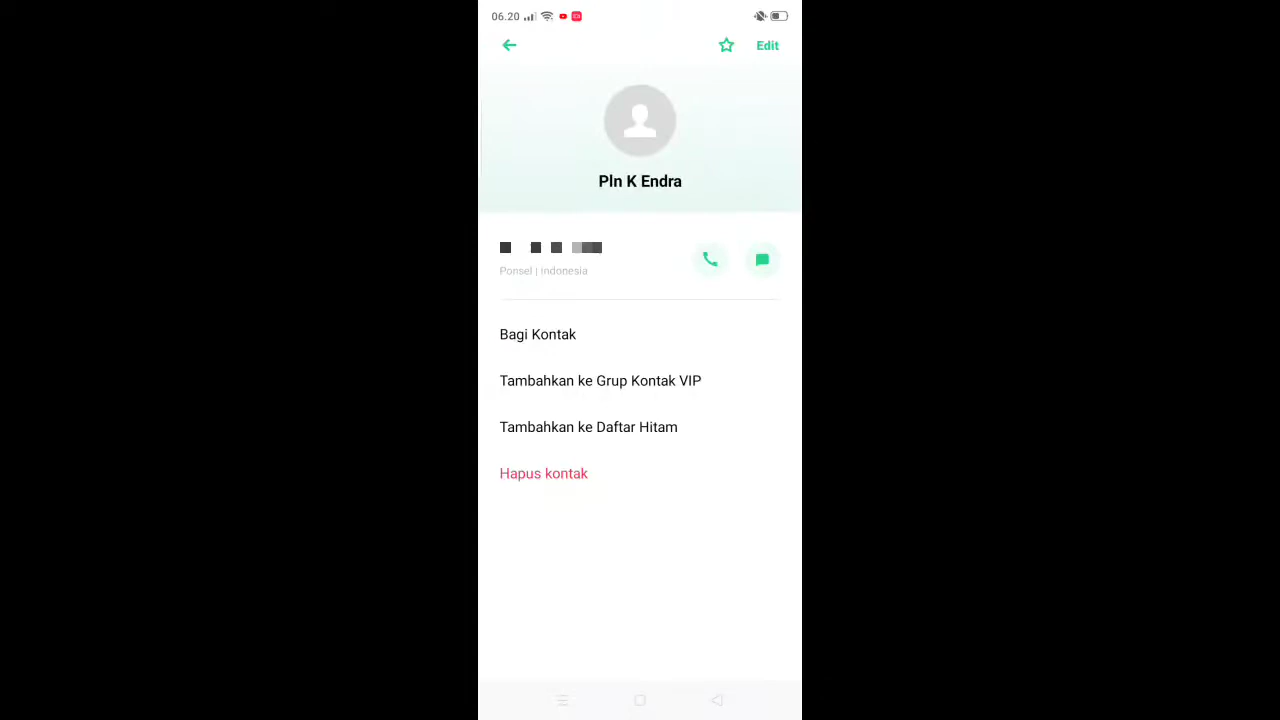 06.20
Edit
Pln K Endra
Ponsel | Indonesia
Bagi Kontak
Tambahkan ke Grup Kontak VIP
Tambahkan ke Daftar Hitam
Hapus kontak